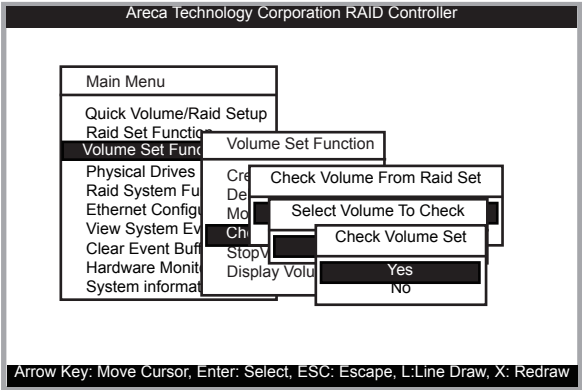 Areca Technology Corporation RAID Controller
Main Menu
Quick Volume/Raid Setup
Raid Set Function
Volume Set Func
Physical Drives
Raid System Fu
Ethernet Configu
View System Ev
Clear Event Buff
Hardware Monit
System informat
Volume Set Function
Cre
De
Mo
Che
StopV
Display Volu
Check Volume From Raid Set
Select Volume To Check
Check Volume Set
Yes
No
Arrow Key: Move Cursor, Enter: Select, ESC: Escape, L:Line Draw, X: Redraw